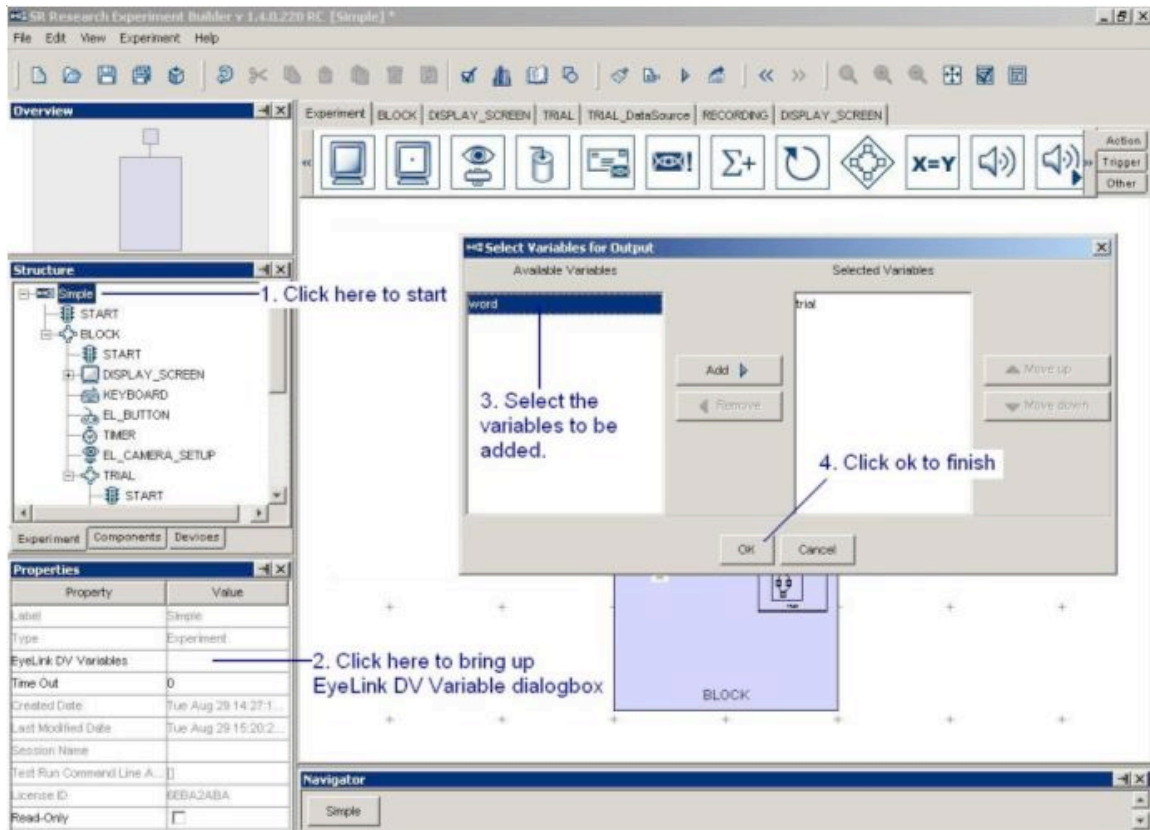 SR Research Experiment Builder v 1.4.0.220 RC [Simple] *
File Edit View Experiment Help
Overview
Experiment BLOCK DISPLAY_SCREEN TRIAL TRIAL_DataSource RECORDING DISPLAY_SCREEN
Σ+ X=Y
Action
Trigger
Other
Structure
Simple
START
BLOCK
START
DISPLAY_SCREEN
KEYBOARD
EL_BUTTON
TIMER
EL_CAMERA_SETUP
TRIAL
START
1. Click here to start
Experiment Components Devices
Select Variables for Output
Available Variables Selected Variables
word trial
Add
Remove
Move up
Move down
3. Select the
variables to be
added.
4. Click ok to finish
OK Cancel
BLOCK
Properties
Property Value
Label Simple
Type Experiment
EyeLink DV Variables
Time Out 0
Created Date Tue Aug 29 14:27:1...
Last Modified Date Tue Aug 29 15:20:2...
Session Name
Test Run Command Line A... []
License ID 6EBA2ABA
Read-Only
2. Click here to bring up
EyeLink DV Variable dialogbox
Navigator
Simple